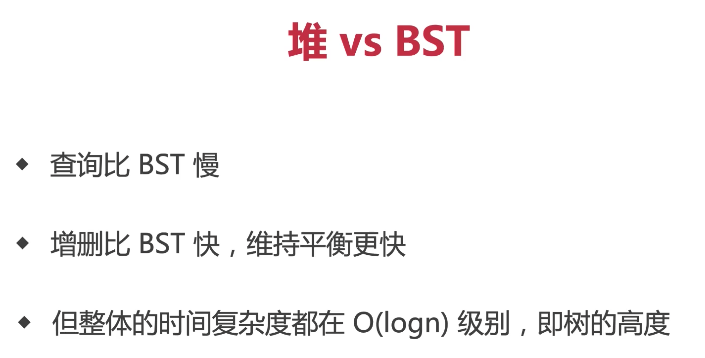 堆 vs BST
◆ 查询比 BST 慢
◆ 增删比 BST 快，维持平衡更快
◆ 但整体的时间复杂度都在 O(logn) 级别，即树的高度